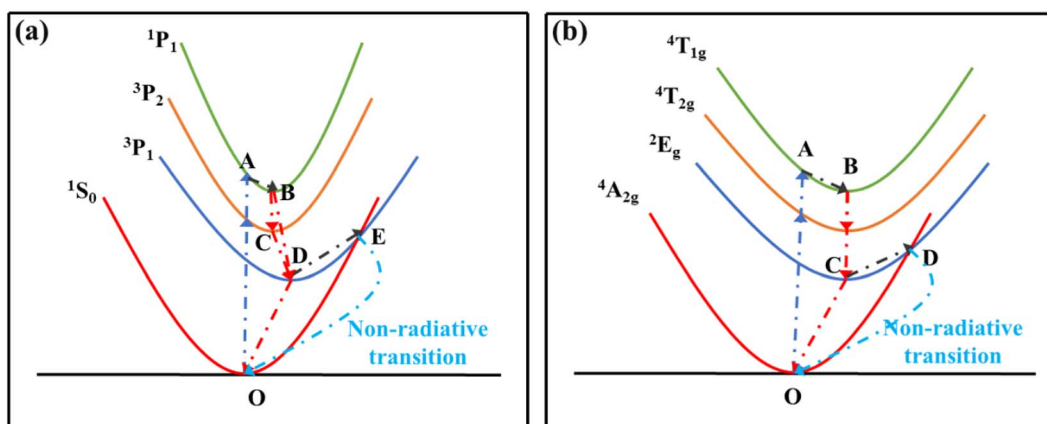 (a)
¹P₁
³P₂
³P₁
¹S₀
A
B
C
D
E
Non-radiative
transition
O
(b)
⁴T₁g
⁴T₂g
²Eg
⁴A₂g
A
B
C
D
Non-radiative
transition
O